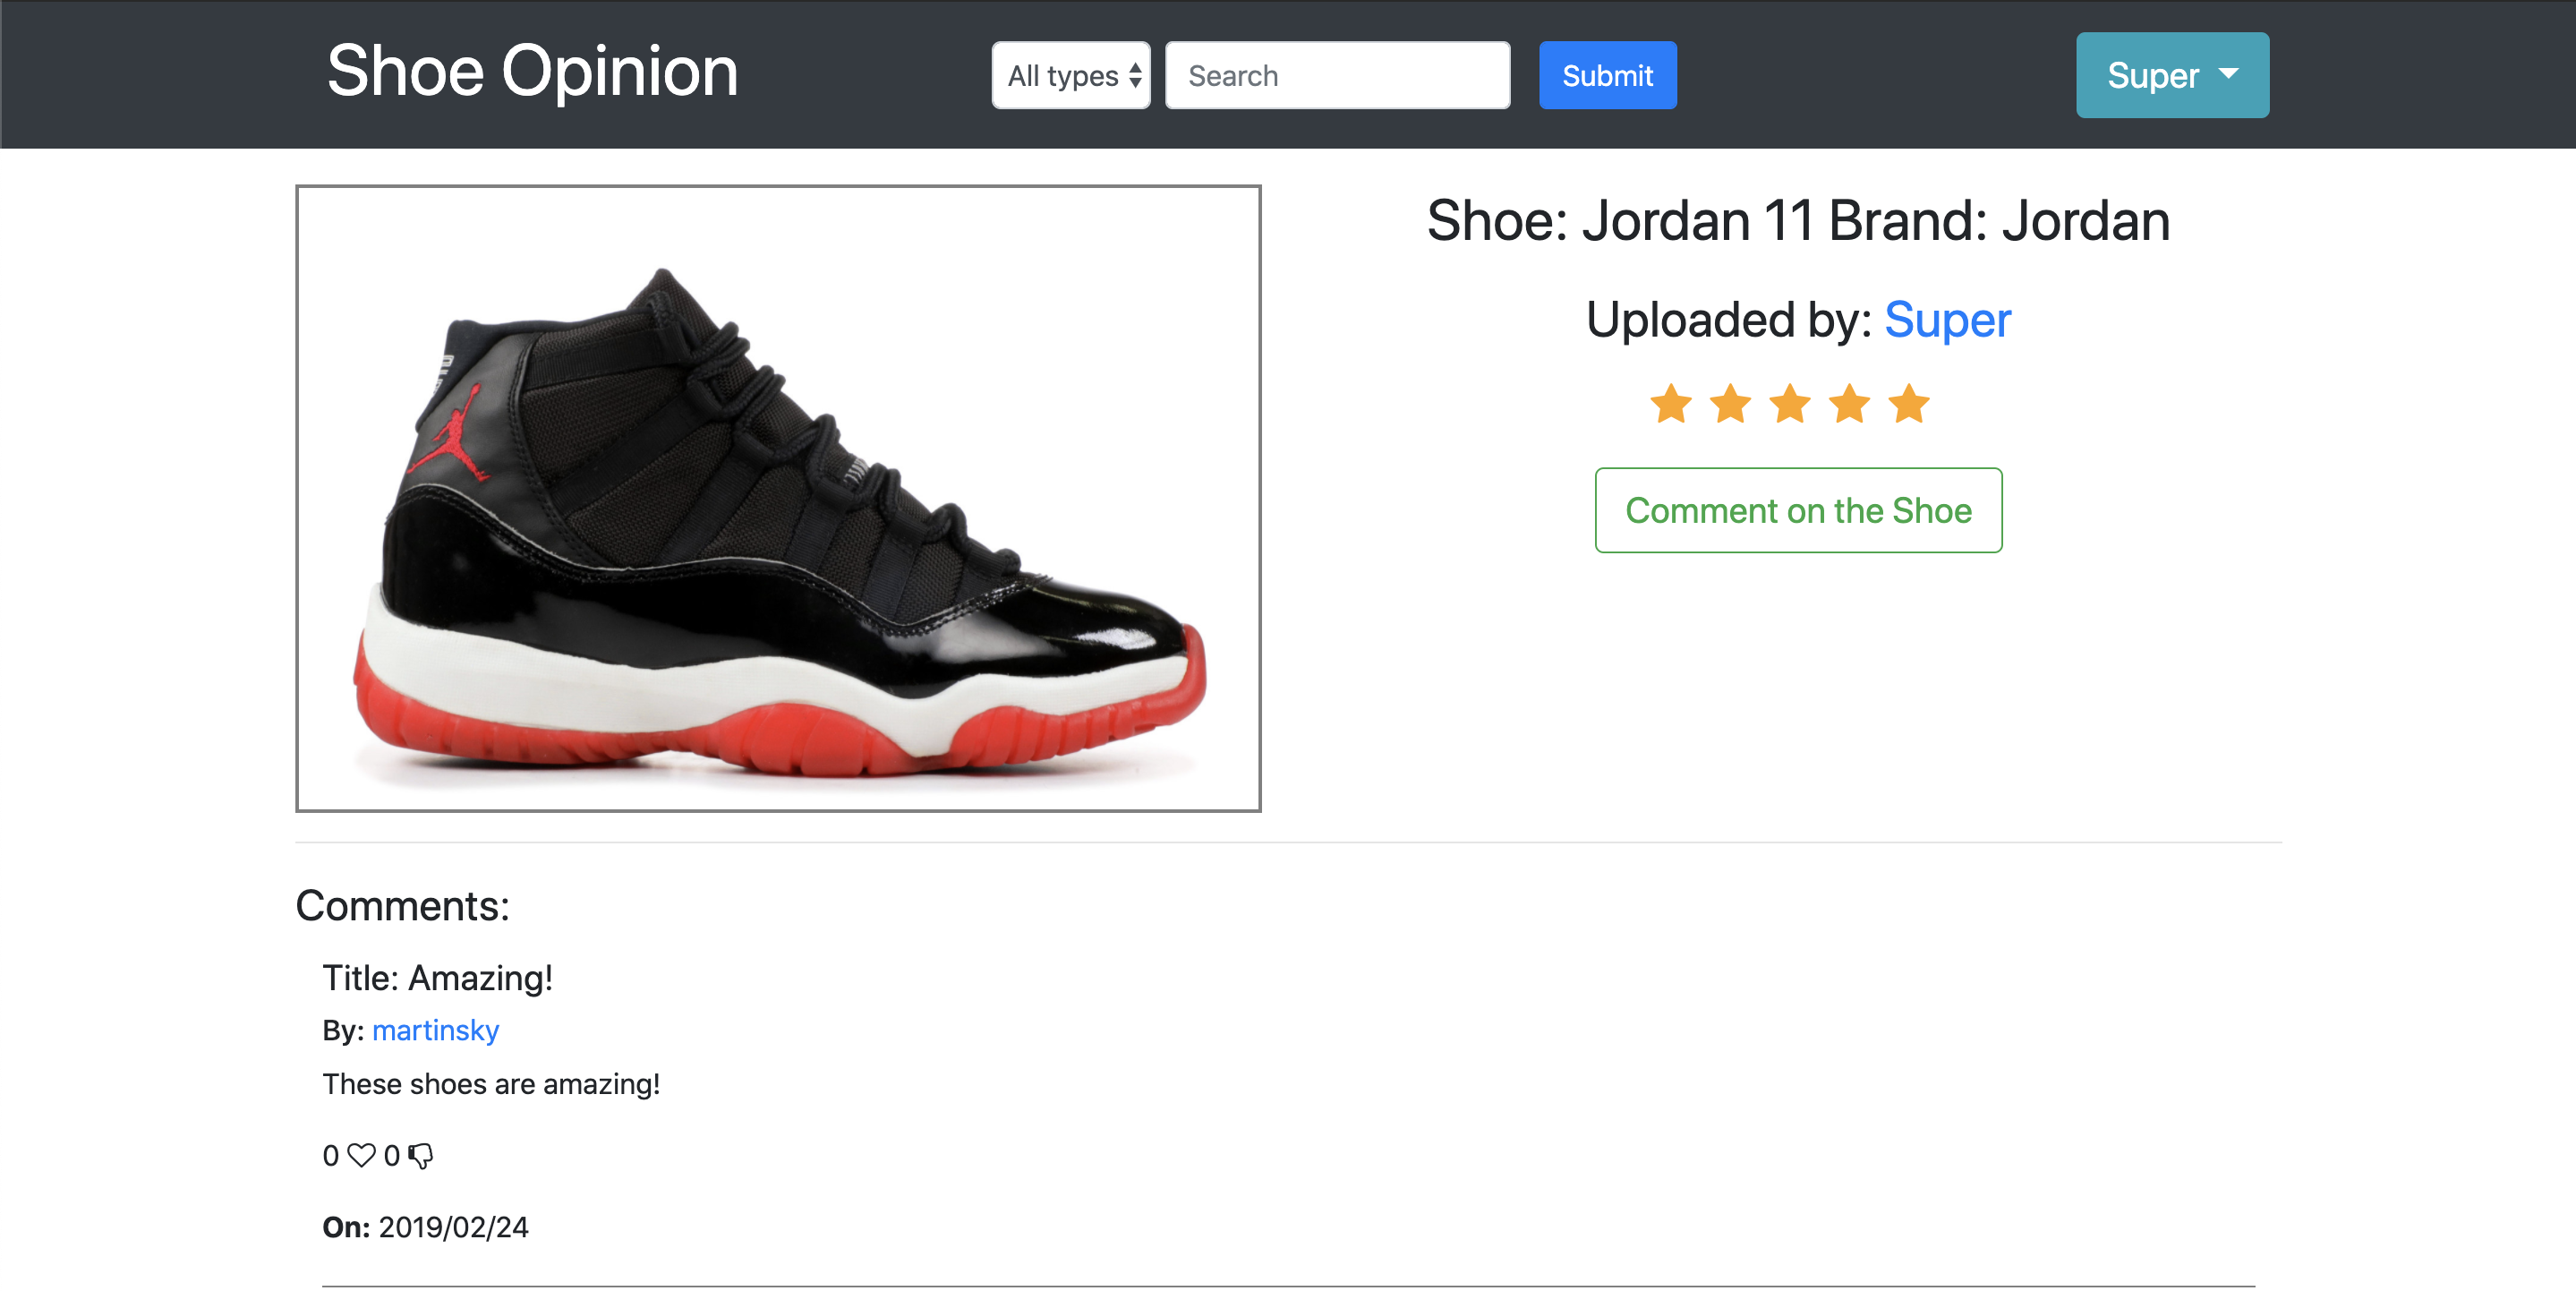 Shoe Opinion
All types
Search
Submit
Super
Shoe: Jordan 11 Brand: Jordan
Uploaded by: Super
Comment on the Shoe
Comments:
Title: Amazing!
By: martinsky
These shoes are amazing!
0 0
On: 2019/02/24